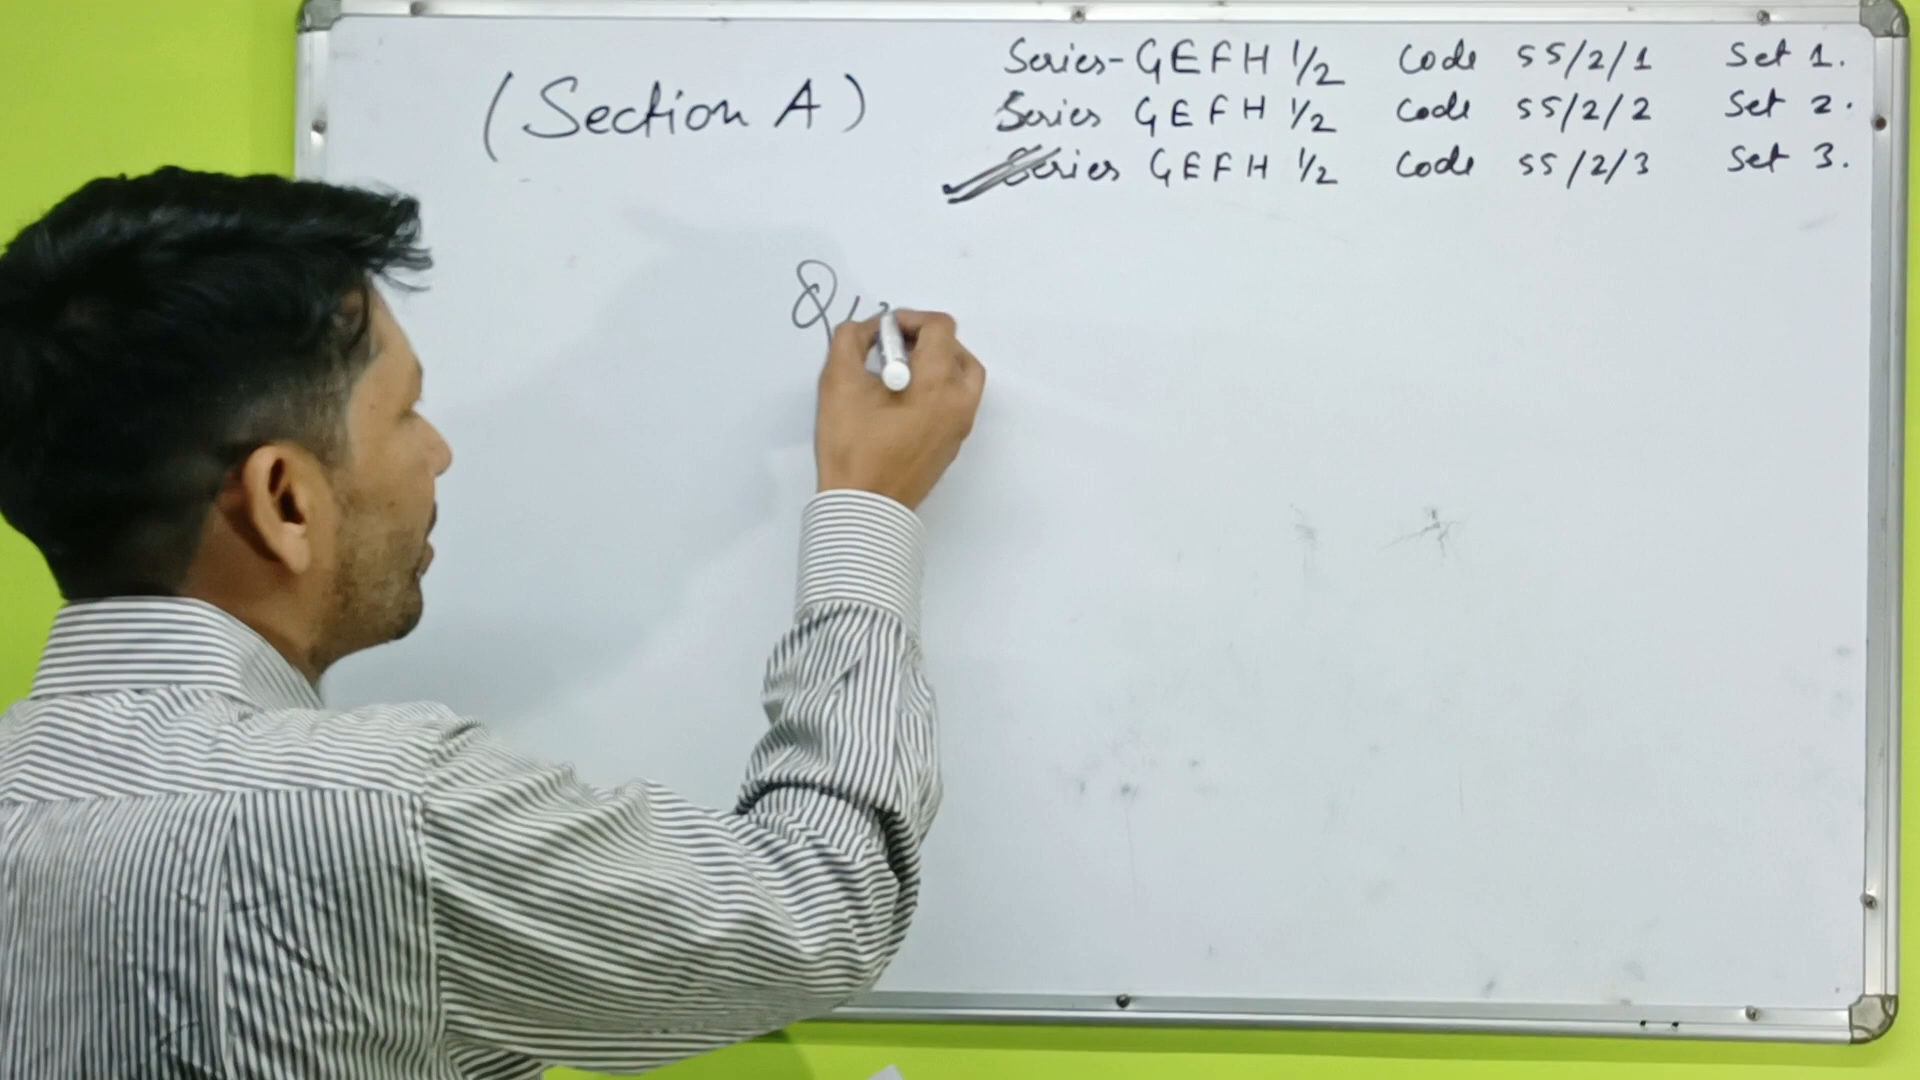 (Section A)
Series-GEFH 1/2 Code 55/2/1 Set 1.
Series GEFH 1/2 Code 55/2/2 Set 2.
Series GEFH 1/2 Code 55/2/3 Set 3.